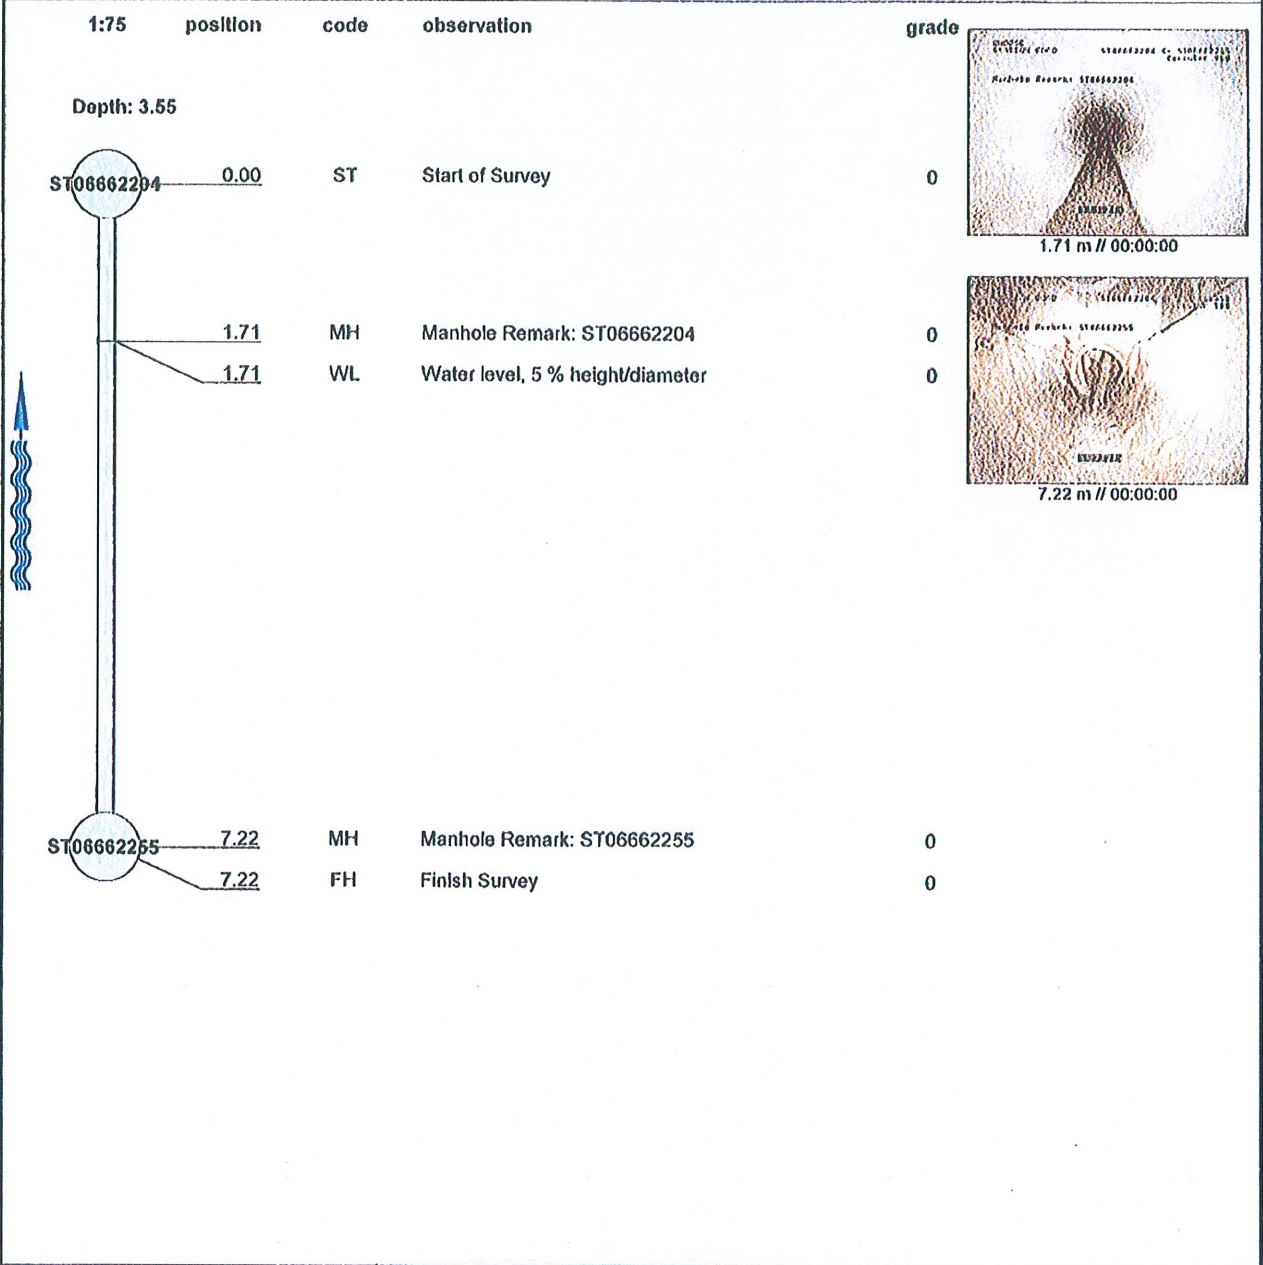 1:75 position code observation grade
Depth: 3.55
ST06662204 0.00 ST Start of Survey 0
1.71 m // 00:00:00
1.71 MH Manhole Remark: ST06662204 0
1.71 WL Water level, 5 % height/diameter 0
7.22 m // 00:00:00
ST06662255 7.22 MH Manhole Remark: ST06662255 0
7.22 FH Finish Survey 0